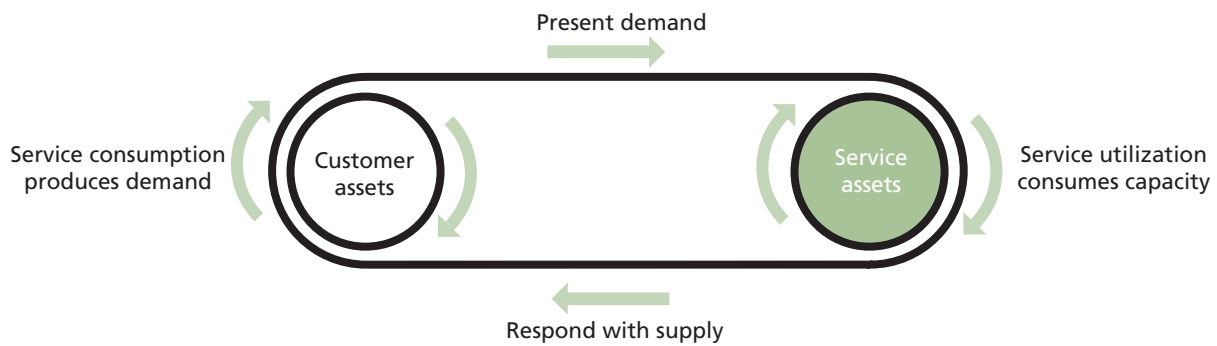 Present demand
Service consumption
produces demand
Customer
assets
Service
assets
Service utilization
consumes capacity
Respond with supply